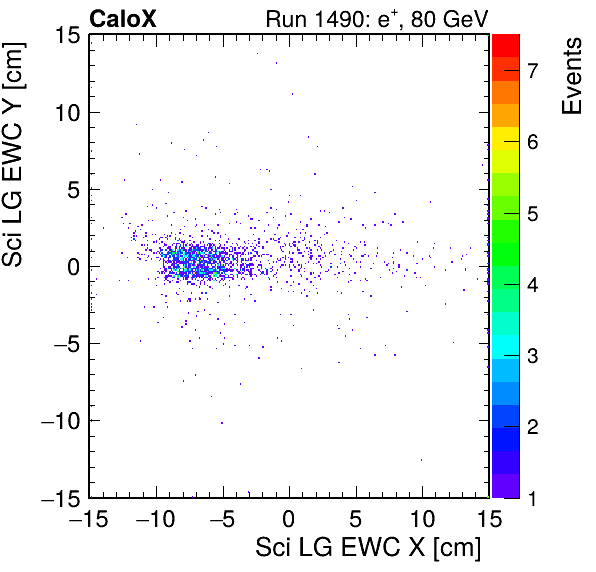 CaloX Run 1490: e+, 80 GeV
Sci LG EWC Y [cm]
15
10
5
0
−5
−10
−15
−15 −10 −5 0 5 10 15
Sci LG EWC X [cm]
Events
7
6
5
4
3
2
1